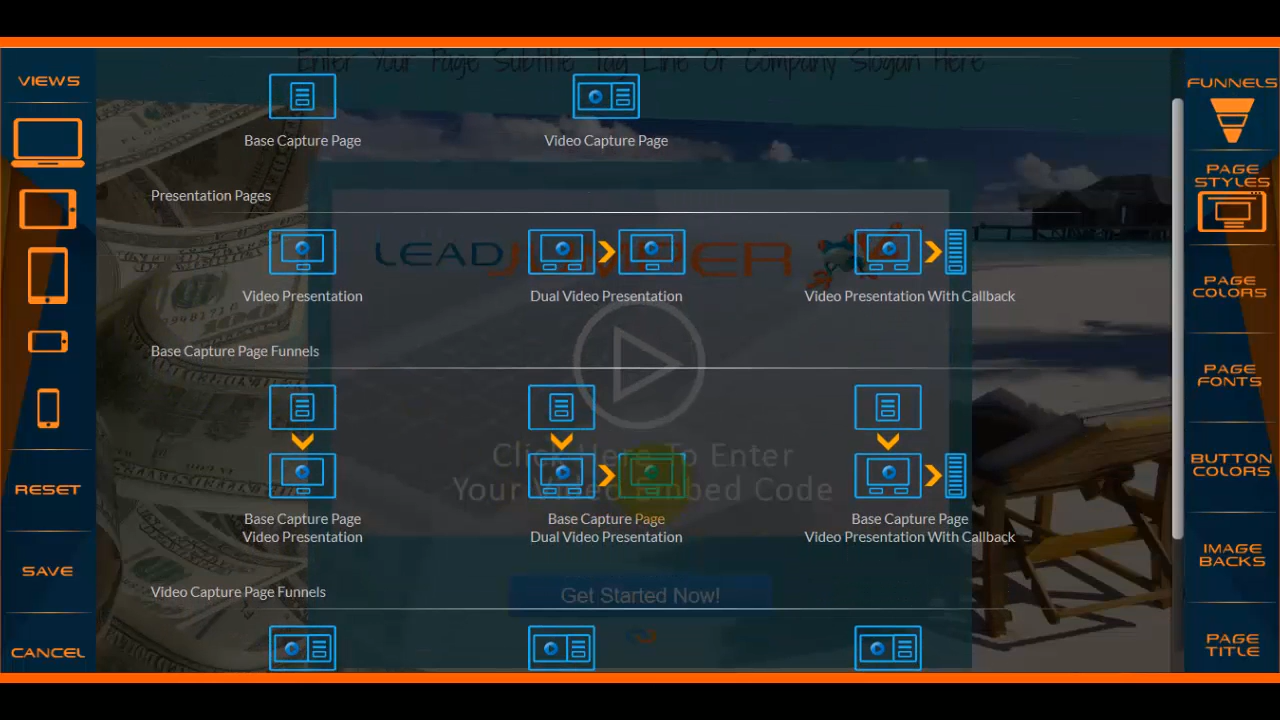 Enter Your Page Subtitle Tag Line Or Company Slogan Here
VIEWS
FUNNELS
Base Capture Page
Video Capture Page
PAGE
STYLES
Presentation Pages
LEADJUMPER
Video Presentation
Dual Video Presentation
Video Presentation With Callback
PAGE
COLORS
Base Capture Page Funnels
PAGE
FONTS
Click Here To Enter
Your Video Embed Code
BUTTON
COLORS
RESET
Base Capture Page
Video Presentation
Base Capture Page
Dual Video Presentation
Base Capture Page
Video Presentation With Callback
IMAGE
BACKS
SAVE
Video Capture Page Funnels
Get Started Now!
CANCEL
PAGE
TITLE